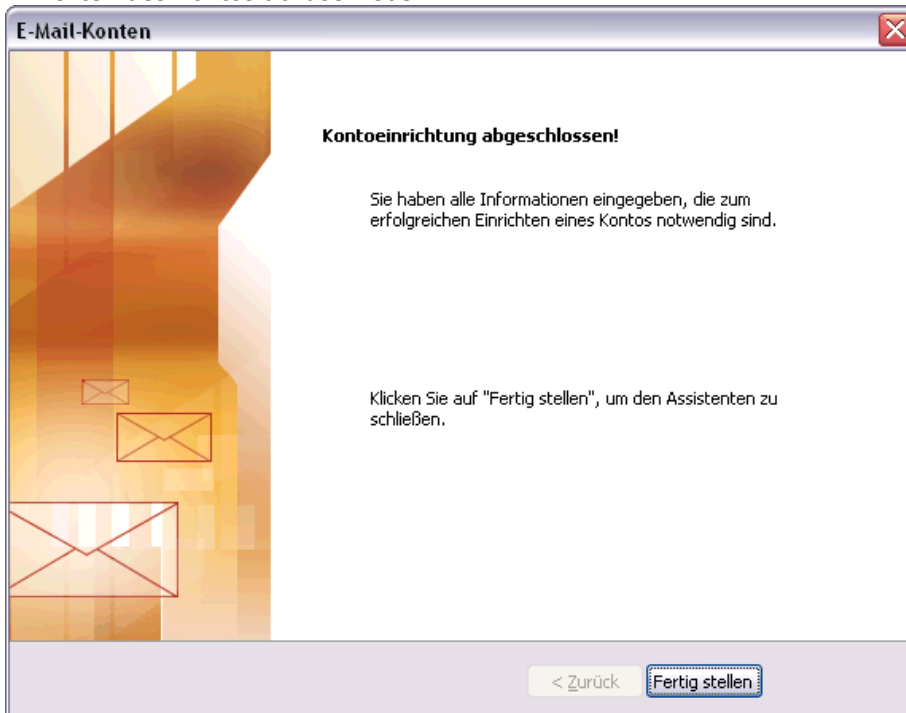 E-Mail-Konten
Kontoeinrichtung abgeschlossen!
Sie haben alle Informationen eingegeben, die zum
erfolgreichen Einrichten eines Kontos notwendig sind.
Klicken Sie auf "Fertig stellen", um den Assistenten zu
schließen.
< Zurück
Fertig stellen